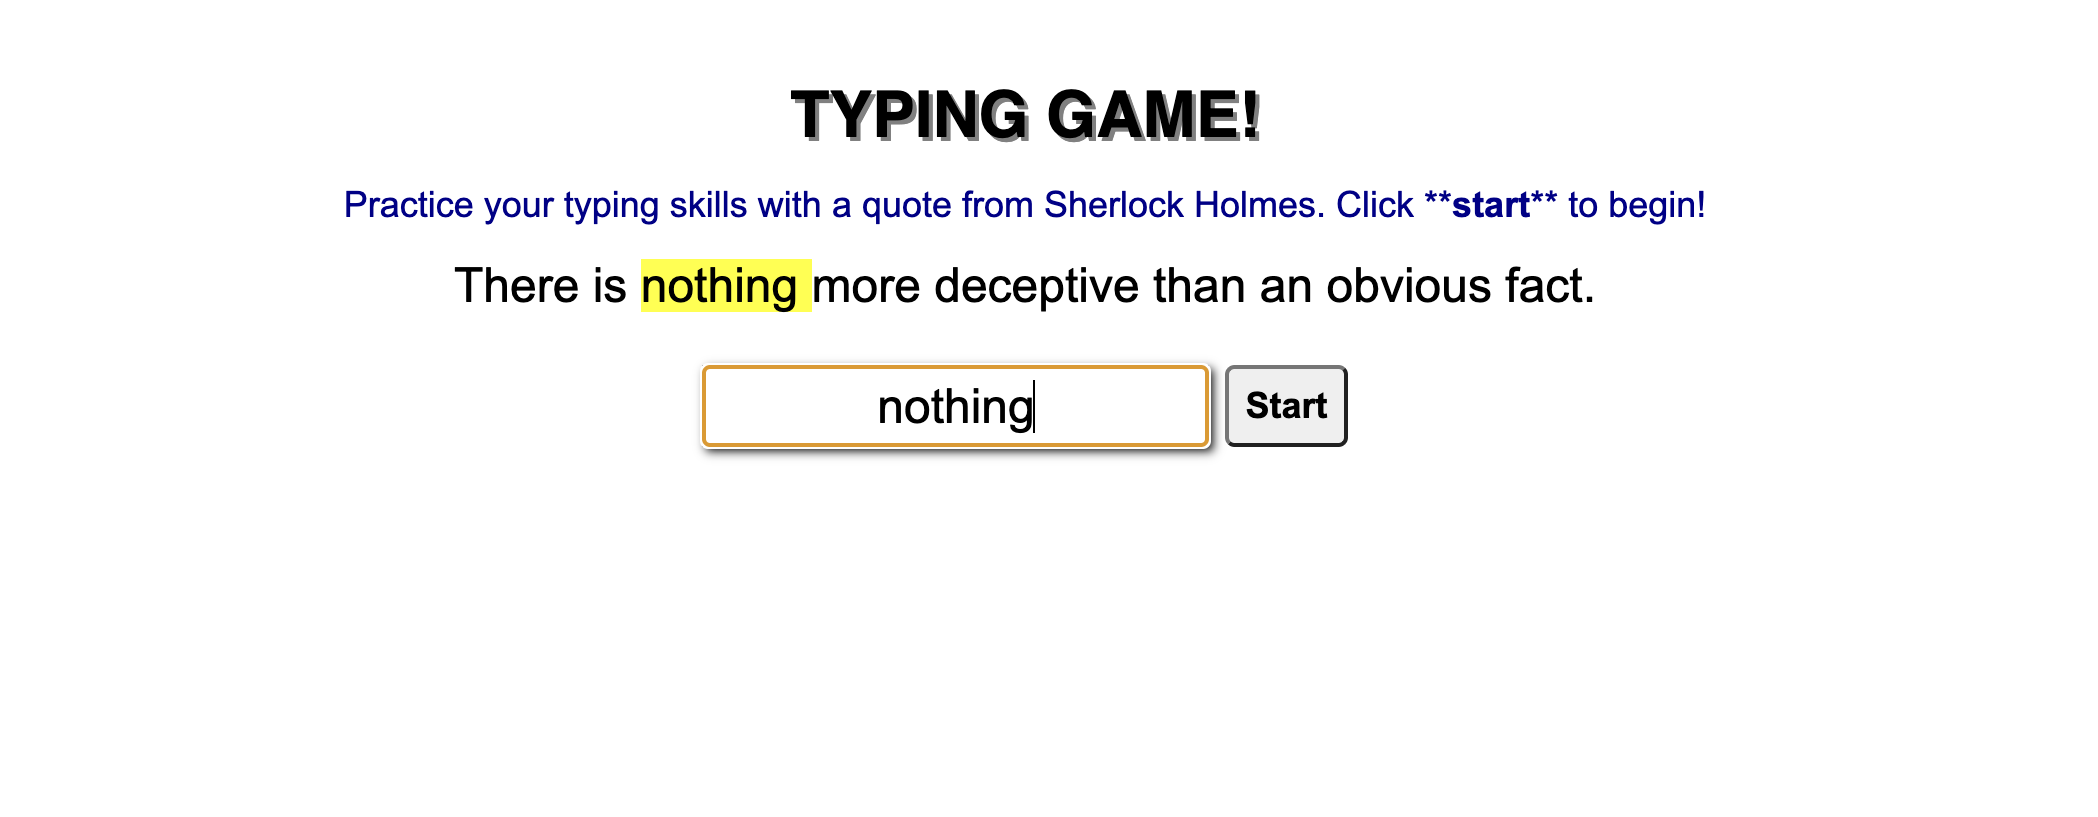 TYPING GAME!
Practice your typing skills with a quote from Sherlock Holmes. Click **start** to begin!
There is nothing more deceptive than an obvious fact.
nothing
Start